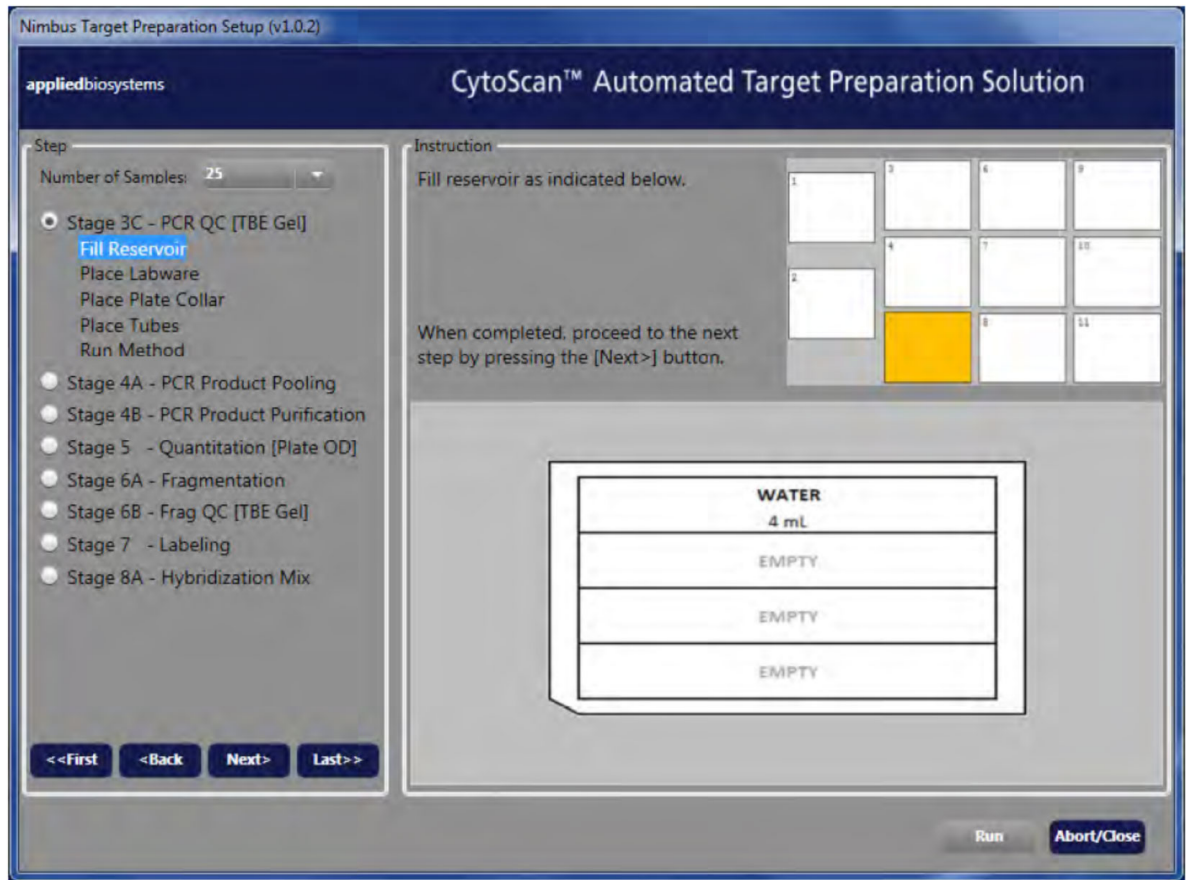 Nimbus Target Preparation Setup (v1.0.2)
appliedbiosystems
CytoScan™ Automated Target Preparation Solution
Step
Number of Samples: 25
Stage 3C - PCR QC [TBE Gel]
Fill Reservoir
Place Labware
Place Plate Collar
Place Tubes
Run Method
Stage 4A - PCR Product Pooling
Stage 4B - PCR Product Purification
Stage 5 - Quantitation [Plate OD]
Stage 6A - Fragmentation
Stage 6B - Frag QC [TBE Gel]
Stage 7 - Labeling
Stage 8A - Hybridization Mix
<<First
<Back
Next>
Last>>
Instruction
Fill reservoir as indicated below.
When completed, proceed to the next
step by pressing the [Next>] button.
1
2
3
4
6
7
8
9
10
11
WATER
4 mL
EMPTY
EMPTY
EMPTY
Run
Abort/Close